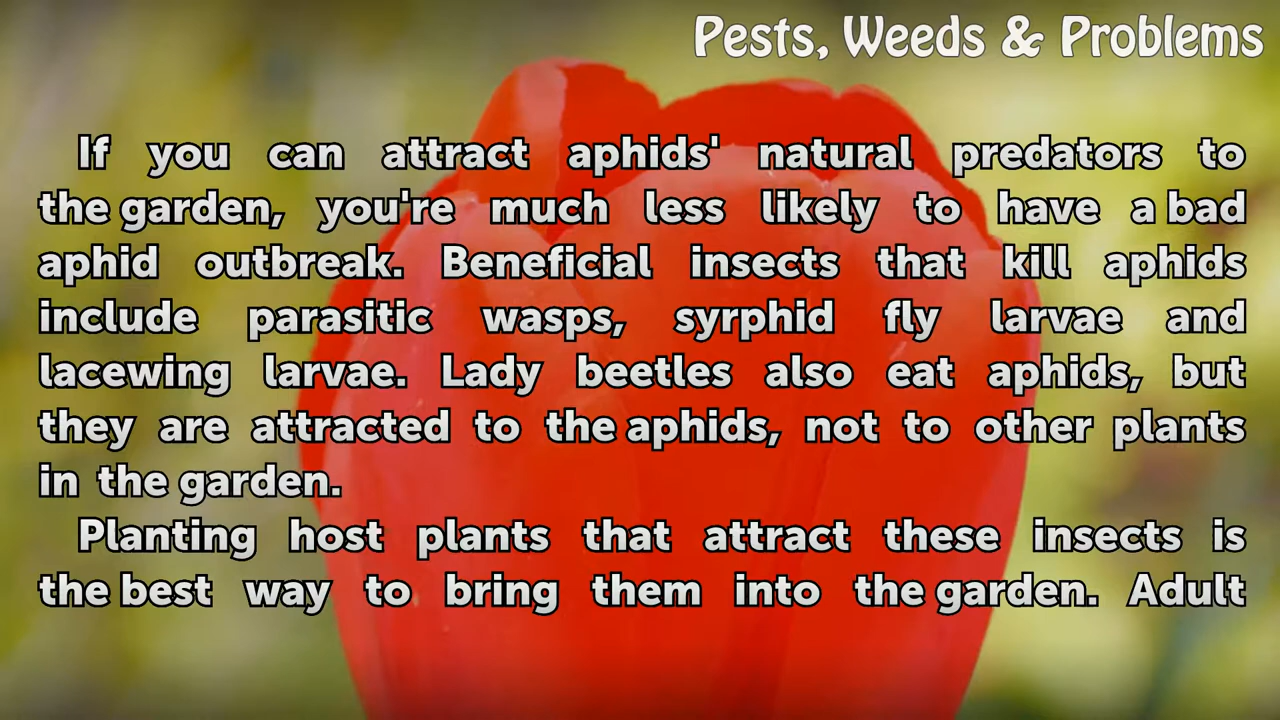 Pests, Weeds & Problems
If you can attract aphids' natural predators to
the garden, you're much less likely to have a bad
aphid outbreak. Beneficial insects that kill aphids
include parasitic wasps, syrphid fly larvae and
lacewing larvae. Lady beetles also eat aphids, but
they are attracted to the aphids, not to other plants
in the garden.
Planting host plants that attract these insects is
the best way to bring them into the garden. Adult